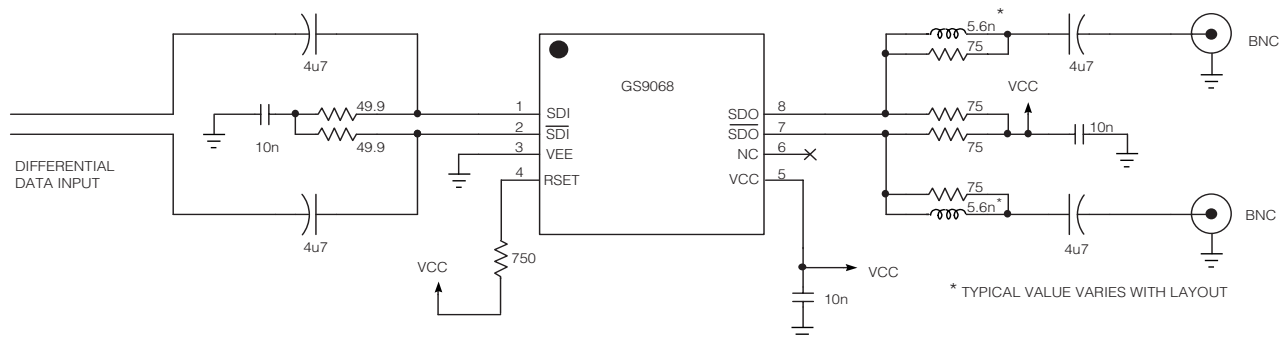 4u7
49.9
10n
49.9
DIFFERENTIAL
DATA INPUT
4u7
GS9068
1 SDI
2 SDI
3 VEE
4 RSET
SDO 8
SDO 7
NC 6
VCC 5
VCC
750
VCC
10n
5.6n*
75
4u7
BNC
VCC
75
75
10n
75
5.6n*
4u7
BNC
* TYPICAL VALUE VARIES WITH LAYOUT